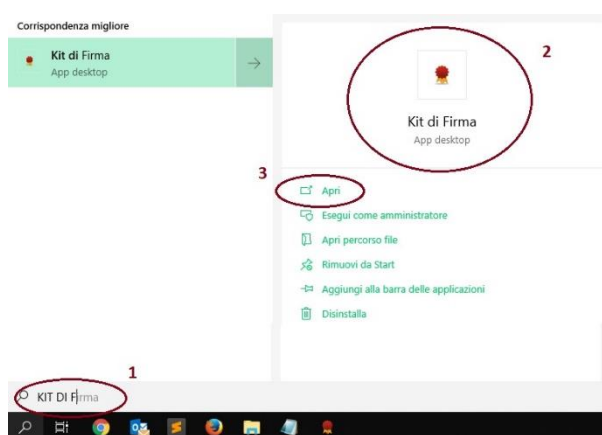 Corrispondenza migliore
Kit di Firma
App desktop
2
Kit di Firma
App desktop
3
Apri
Esegui come amministratore
Apri percorso file
Rimuovi da Start
Aggiungi alla barra delle applicazioni
Disinstalla
1
KIT DI Firma